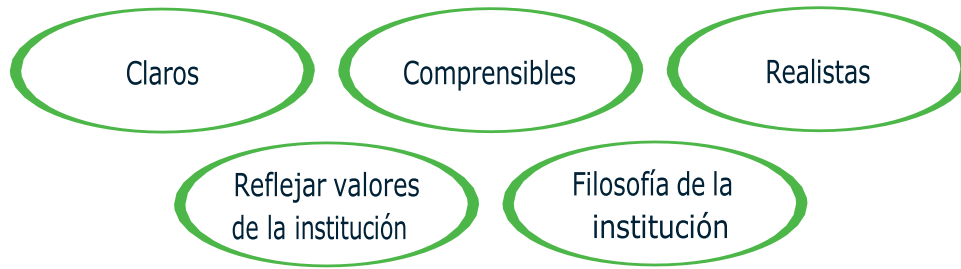 Claros
Comprensibles
Realistas
Reflejar valores
de la institución
Filosofía de la
institución